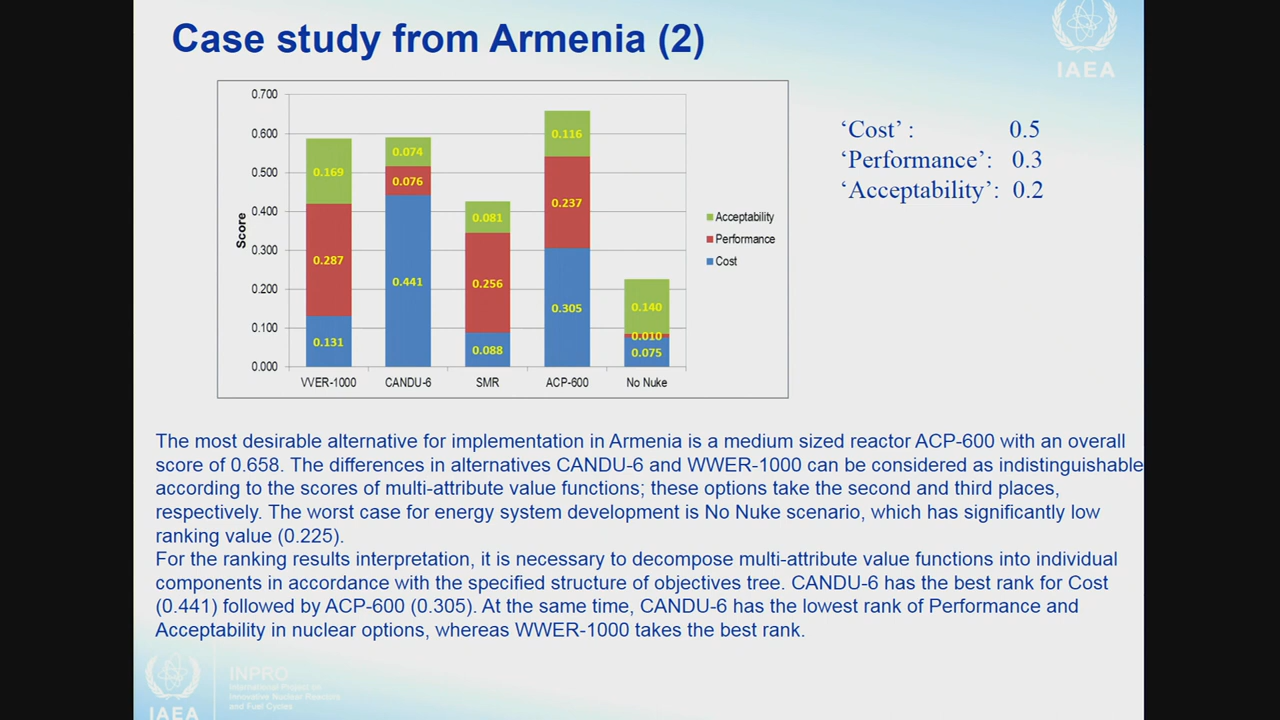 Case study from Armenia (2)
IAEA
0.700
0.600
0.500
0.400
0.300
0.200
0.100
0.000
Score
0.169
0.287
0.131
0.074
0.076
0.441
0.081
0.256
0.088
0.116
0.237
0.305
0.140
0.010
0.075
VVER-1000 CANDU-6 SMR ACP-600 No Nuke
Acceptability
Performance
Cost
‘Cost’ : 0.5
‘Performance’: 0.3
‘Acceptability’: 0.2
The most desirable alternative for implementation in Armenia is a medium sized reactor ACP-600 with an overall
score of 0.658. The differences in alternatives CANDU-6 and WWER-1000 can be considered as indistinguishable
according to the scores of multi-attribute value functions; these options take the second and third places,
respectively. The worst case for energy system development is No Nuke scenario, which has significantly low
ranking value (0.225).
For the ranking results interpretation, it is necessary to decompose multi-attribute value functions into individual
components in accordance with the specified structure of objectives tree. CANDU-6 has the best rank for Cost
(0.441) followed by ACP-600 (0.305). At the same time, CANDU-6 has the lowest rank of Performance and
Acceptability in nuclear options, whereas WWER-1000 takes the best rank.
IAEA
INPRO
International Project on
Innovative Nuclear Reactors
and Fuel Cycles